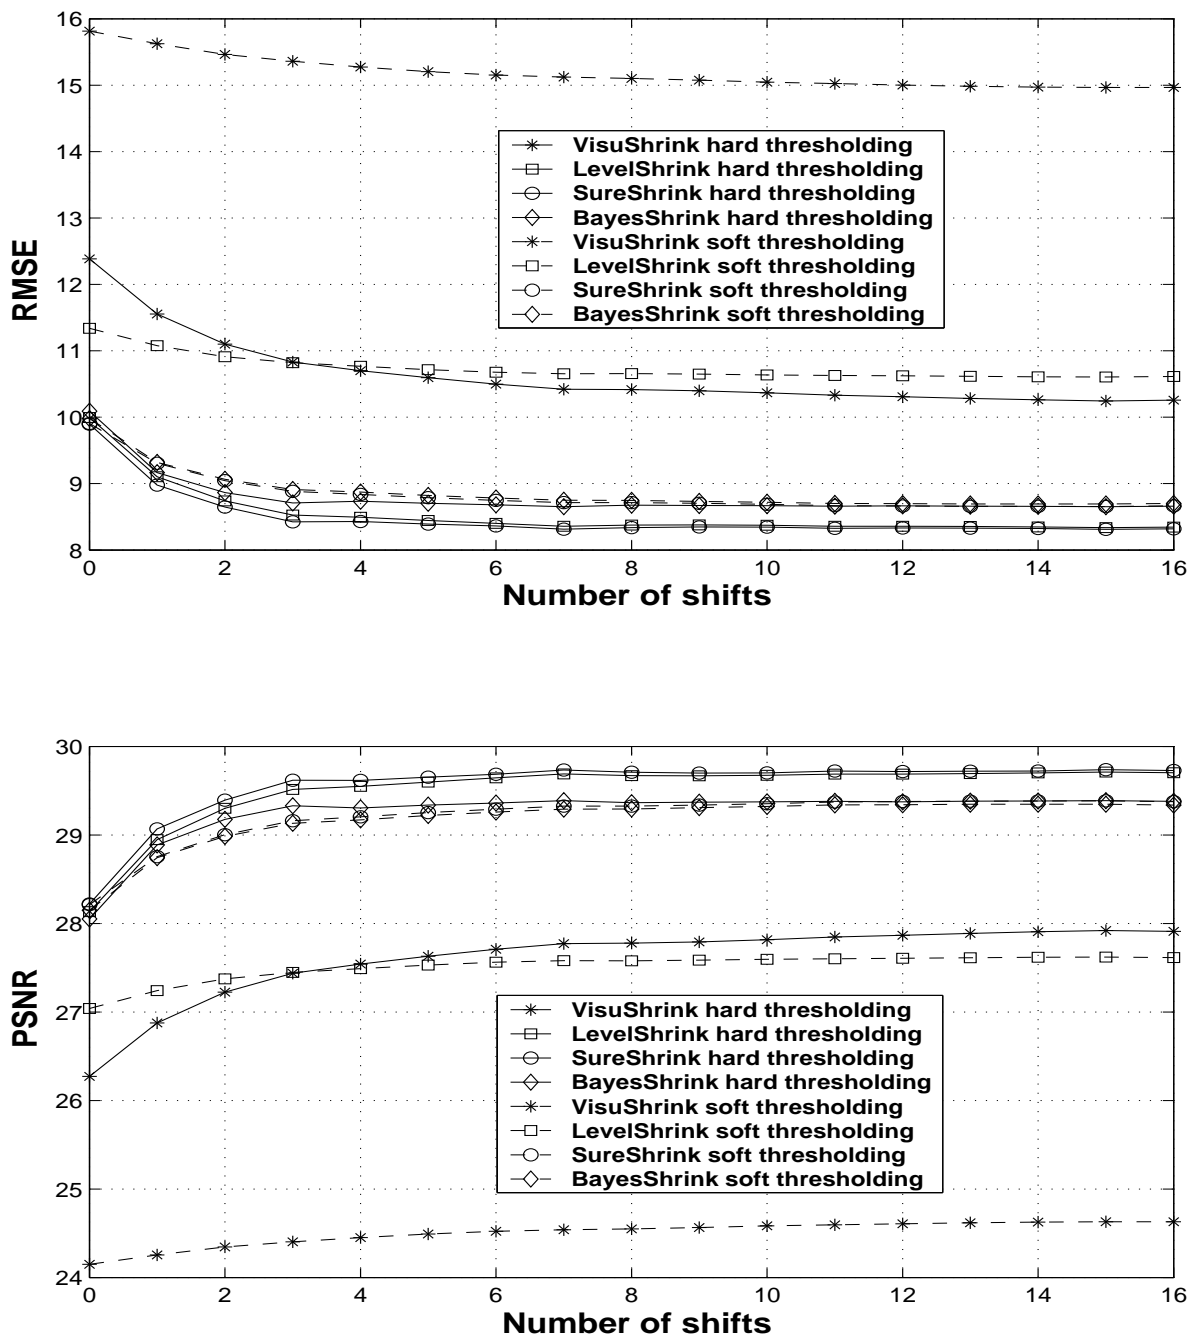 16
15
14
13
12
11
10
9
8
RMSE
VisuShrink hard thresholding
LevelShrink hard thresholding
SureShrink hard thresholding
BayesShrink hard thresholding
VisuShrink soft thresholding
LevelShrink soft thresholding
SureShrink soft thresholding
BayesShrink soft thresholding
0 2 4 6 8 10 12 14 16
Number of shifts
30
29
28
27
26
25
24
PSNR
VisuShrink hard thresholding
LevelShrink hard thresholding
SureShrink hard thresholding
BayesShrink hard thresholding
VisuShrink soft thresholding
LevelShrink soft thresholding
SureShrink soft thresholding
BayesShrink soft thresholding
0 2 4 6 8 10 12 14 16
Number of shifts